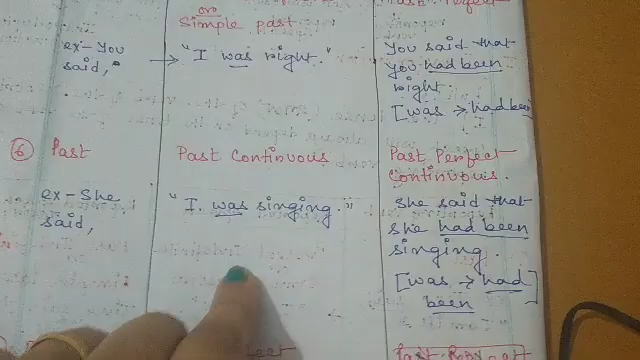 (or)
Simple past
ex-You
said,
→ "I was right."
You said that
you had been
right
[was → had been
⑥ Past
Past Continuous
Past Perfect
Continuous.
ex-She
said,
"I was singing."
She said that
she had been
singing.
[was → had
been]